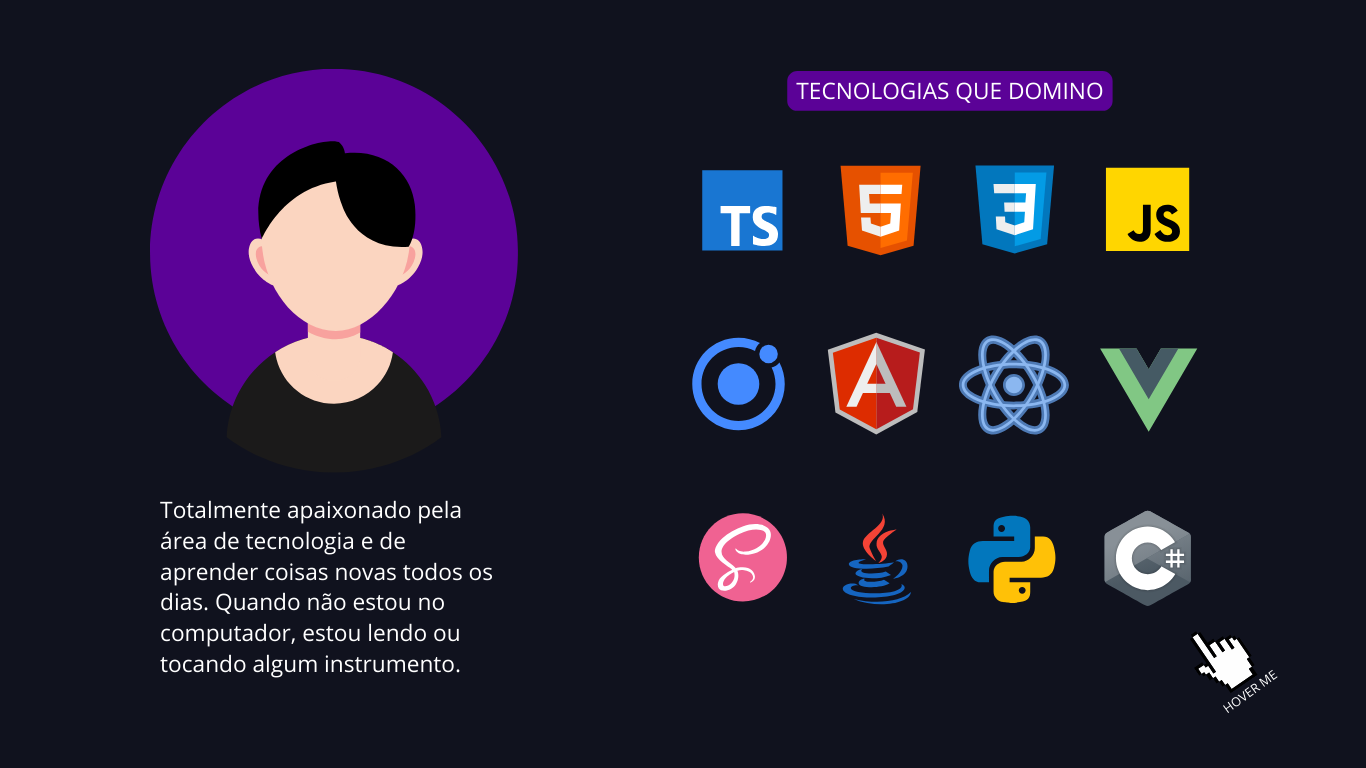 TECNOLOGIAS QUE DOMINO
TS
5
3
JS
A
S
C#
Totalmente apaixonado pela
área de tecnologia e de
aprender coisas novas todos os
dias. Quando não estou no
computador, estou lendo ou
tocando algum instrumento.
HOVER ME